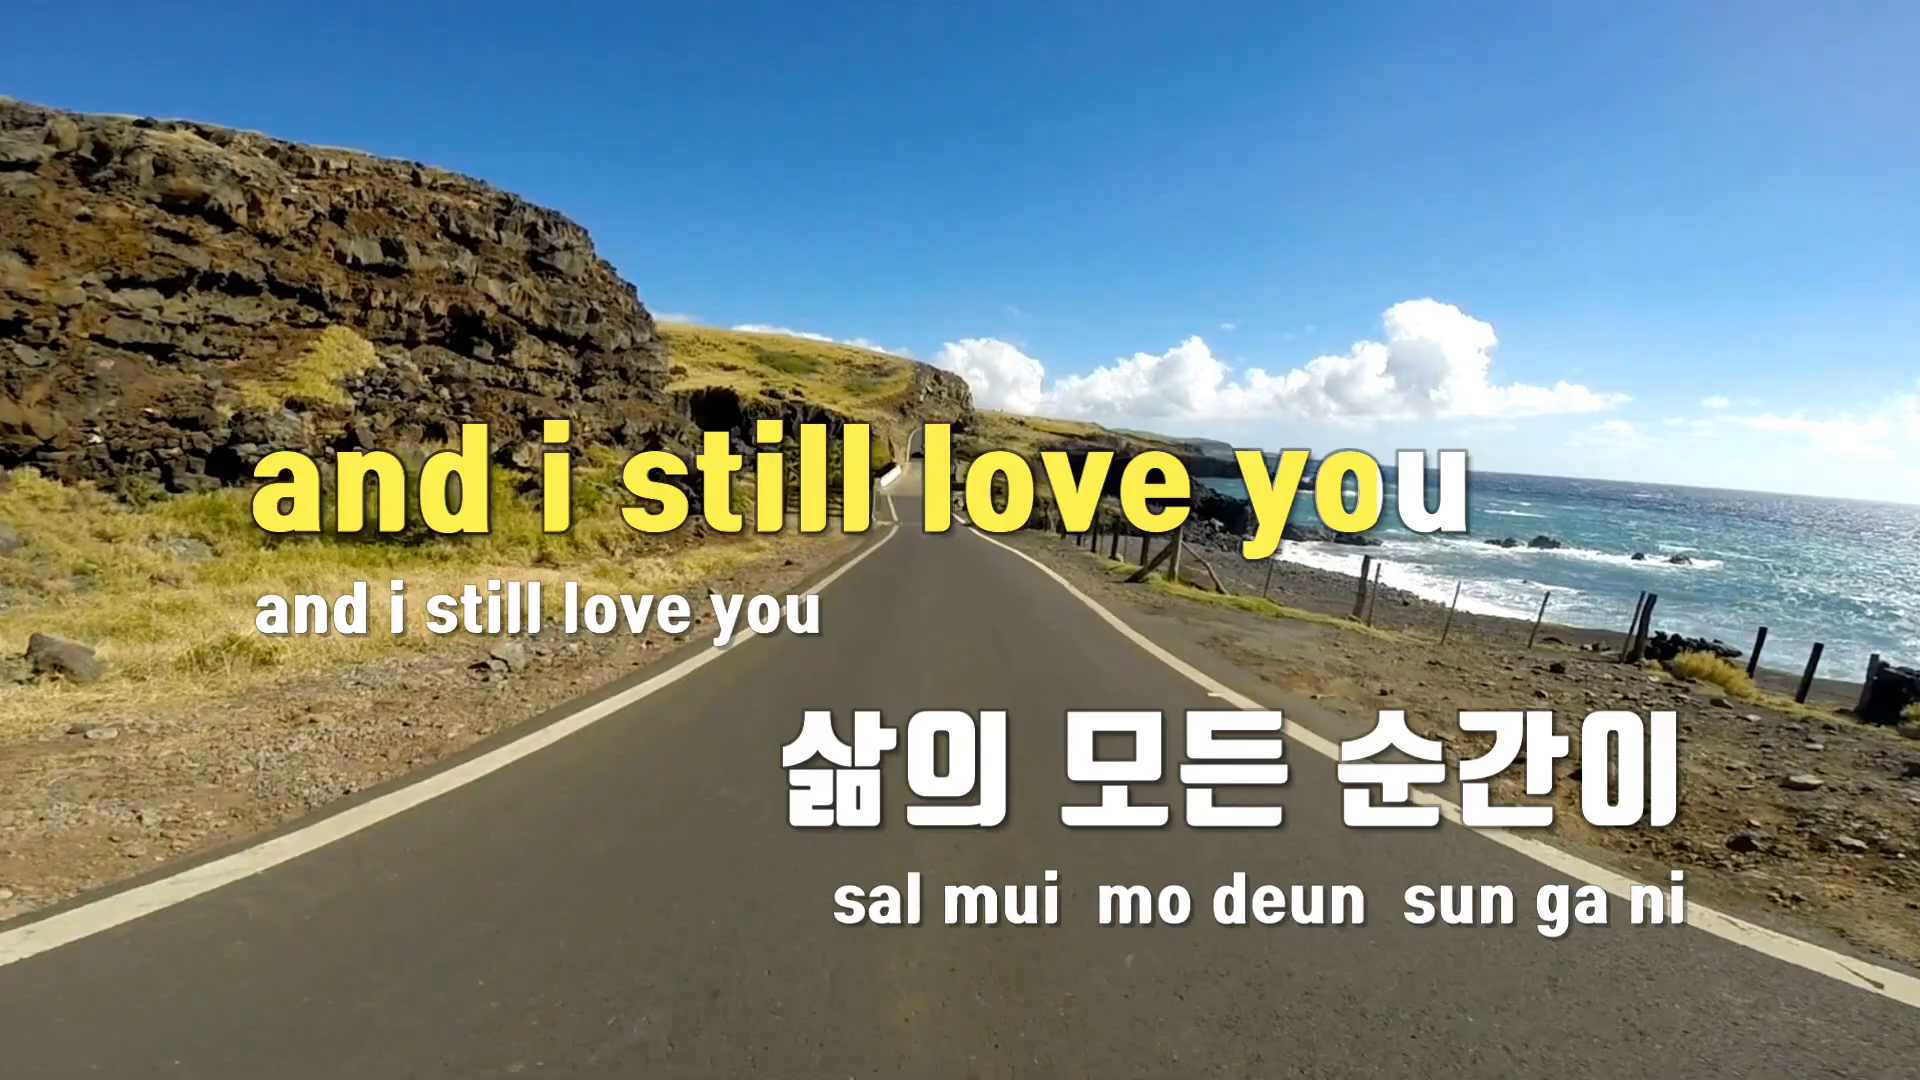 and i still love you
and i still love you
삶의 모든 순간이
sal mui mo deun sun ga ni